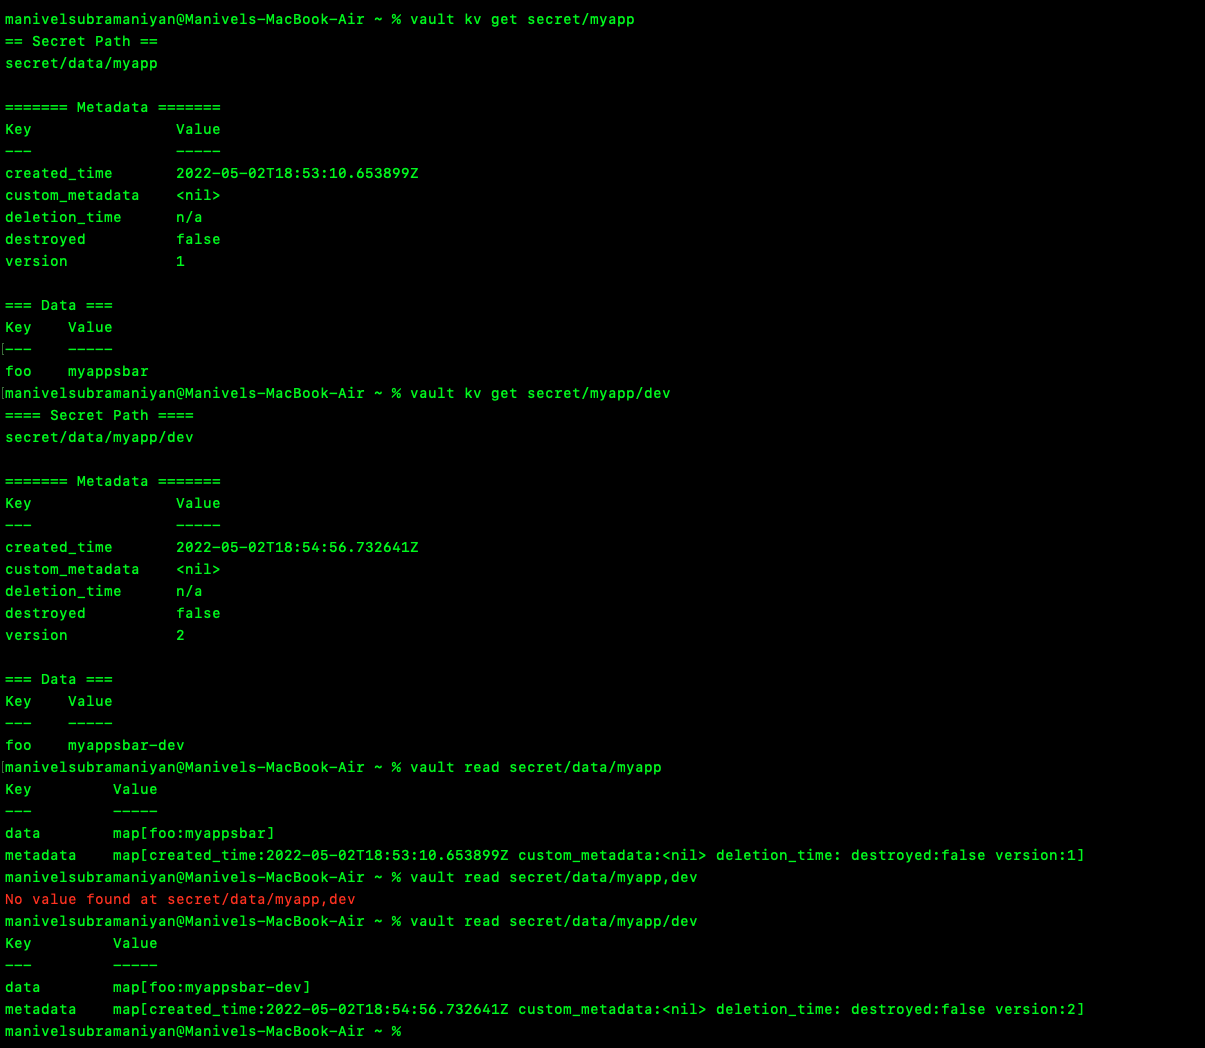 manivelsubramaniyan@Manivels-MacBook-Air ~ % vault kv get secret/myapp
== Secret Path ==
secret/data/myapp
======= Metadata =======
Key                Value
---                -----
created_time       2022-05-02T18:53:10.653899Z
custom_metadata    <nil>
deletion_time      n/a
destroyed          false
version            1
=== Data ===
Key    Value
---    -----
foo    myappsbar
manivelsubramaniyan@Manivels-MacBook-Air ~ % vault kv get secret/myapp/dev
==== Secret Path ====
secret/data/myapp/dev
======= Metadata =======
Key                Value
---                -----
created_time       2022-05-02T18:54:56.732641Z
custom_metadata    <nil>
deletion_time      n/a
destroyed          false
version            2
=== Data ===
Key    Value
---    -----
foo    myappsbar-dev
manivelsubramaniyan@Manivels-MacBook-Air ~ % vault read secret/data/myapp
Key         Value
---         -----
data        map[foo:myappsbar]
metadata    map[created_time:2022-05-02T18:53:10.653899Z custom_metadata:<nil> deletion_time: destroyed:false version:1]
manivelsubramaniyan@Manivels-MacBook-Air ~ % vault read secret/data/myapp,dev
No value found at secret/data/myapp,dev
manivelsubramaniyan@Manivels-MacBook-Air ~ % vault read secret/data/myapp/dev
Key         Value
---         -----
data        map[foo:myappsbar-dev]
metadata    map[created_time:2022-05-02T18:54:56.732641Z custom_metadata:<nil> deletion_time: destroyed:false version:2]
manivelsubramaniyan@Manivels-MacBook-Air ~ %